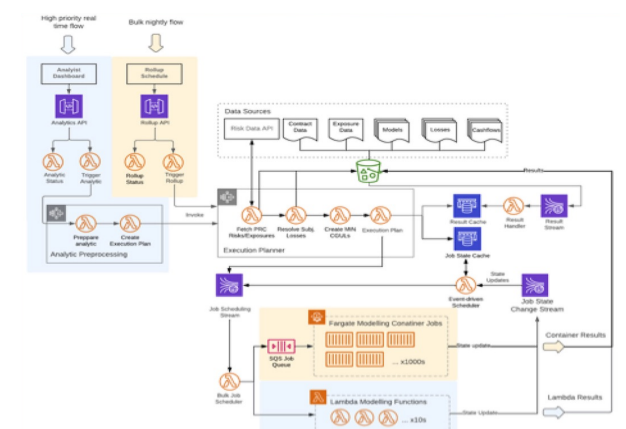 High priority real
time flow
Bulk nightly flow
Analyist
Dashboard
Rollup
Schedule
Analytics API
Rollup API
Analytic
Status
Trigger
Analytic
Rollup
Status
Trigger
Rollup
Data Sources
Risk Data API
Contract
Data
Exposure
Data
Models
Losses
Cashflows
Results
Preppare
analytic
Create
Execution Plan
Analytic Preprocessing
Invoke
Fetch PRC
Risks/Exposures
Resolve Subj.
Losses
Create MIN
CGULs
Execution Plan
Execution Planner
Result Cache
Result
Handler
Result
Stream
Job State
Cache
State
Updates
Event-driven
Scheduler
Job State
Change Stream
Job Scheduling
Stream
Fargate Modelling Conatiner Jobs
SQS Job
Queue
... x1000s
State update
Container Results
Bulk Job
Scheduler
Lambda Modelling Functions
... x10s
State Update
Lambda Results